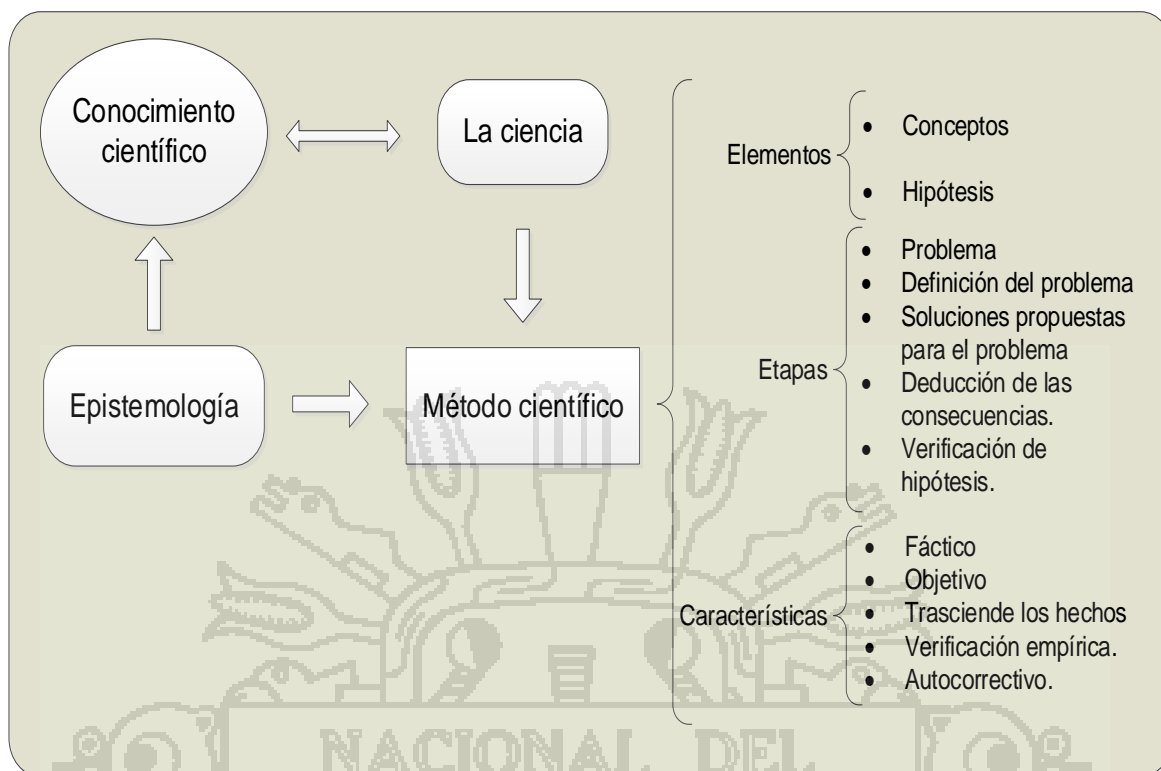 Conocimiento
científico
La ciencia
Epistemología
Método científico
Elementos
• Conceptos
• Hipótesis
Etapas
• Problema
• Definición del problema
• Soluciones propuestas
para el problema
• Deducción de las
consecuencias.
• Verificación de
hipótesis.
Características
• Fáctico
• Objetivo
• Trasciende los hechos
• Verificación empírica.
• Autocorrectivo.
NACIONAL DEL